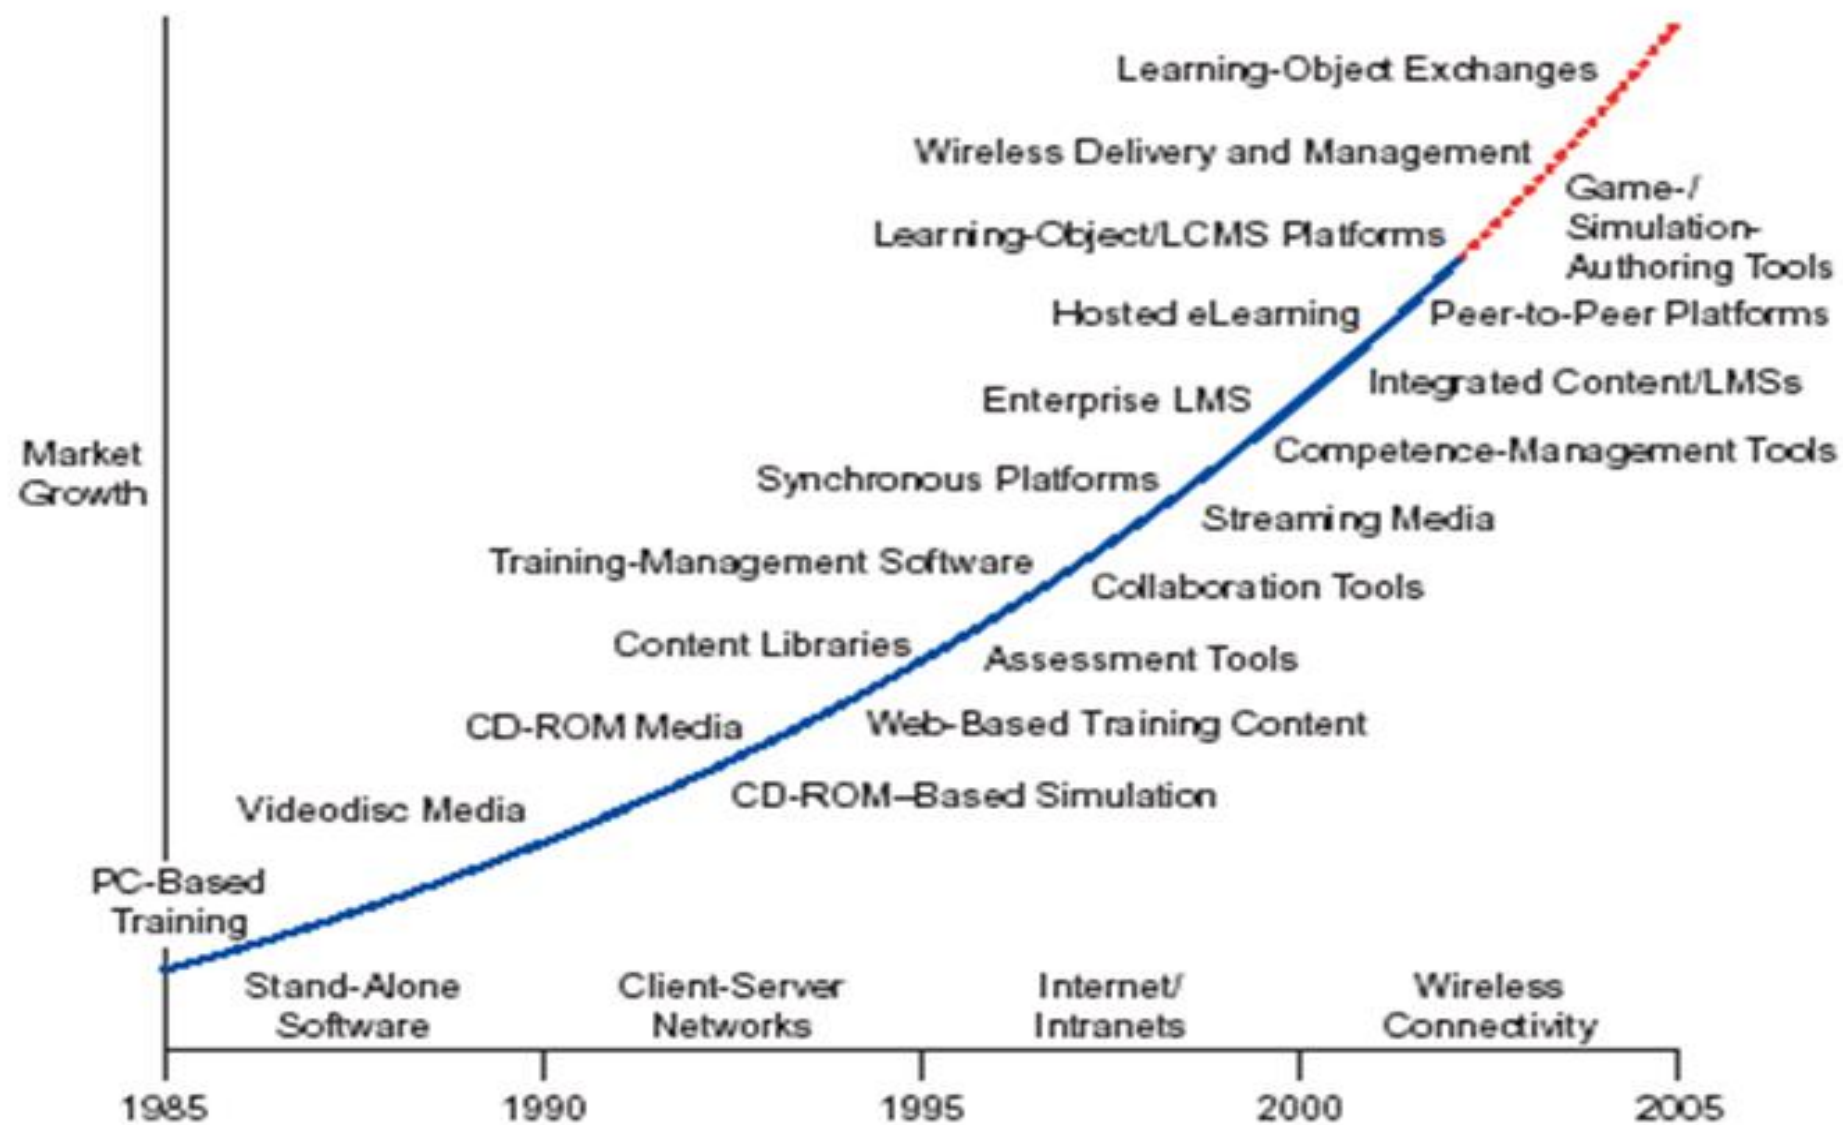 Learning-Object Exchanges
Wireless Delivery and Management
Game-/
Simulation-
Authoring Tools
Learning-Object/LCMS Platforms
Hosted eLearning
Peer-to-Peer Platforms
Integrated Content/LMSs
Enterprise LMS
Competence-Management Tools
Market
Growth
Synchronous Platforms
Streaming Media
Training-Management Software
Collaboration Tools
Content Libraries
Assessment Tools
CD-ROM Media
Web-Based Training Content
Videodisc Media
CD-ROM–Based Simulation
PC-Based
Training
Stand-Alone
Software
Client-Server
Networks
Internet/
Intranets
Wireless
Connectivity
1985 1990 1995 2000 2005